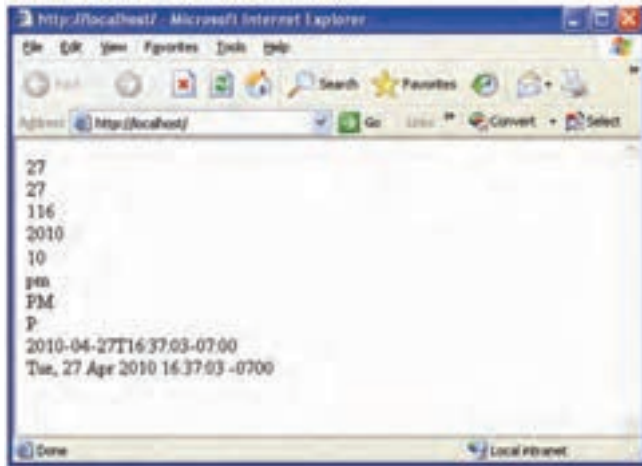 http://localhost/ - Microsoft Internet Explorer
File Edit View Favorites Tools Help
Back Search Favorites
Address http://localhost/ Go Links » Convert Select
27
27
116
2010
10
pm
PM
P
2010-04-27T16:37:03-07:00
Tue, 27 Apr 2010 16:37:03 -0700
Done Local intranet